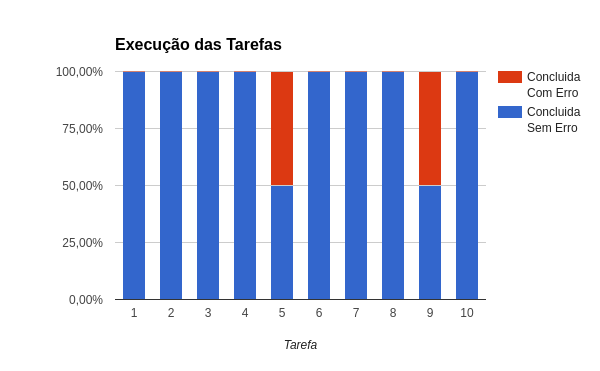 Execução das Tarefas
100,00%
75,00%
50,00%
25,00%
0,00%
1 2 3 4 5 6 7 8 9 10
Tarefa
Concluida
Com Erro
Concluida
Sem Erro